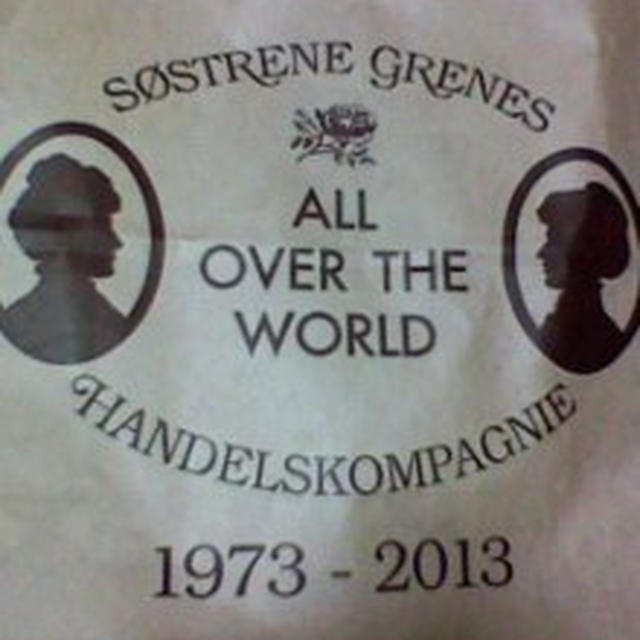 SØSTRENE GRENES
ALL
OVER THE
WORLD
HANDELSKOMPAGNIE
1973 - 2013